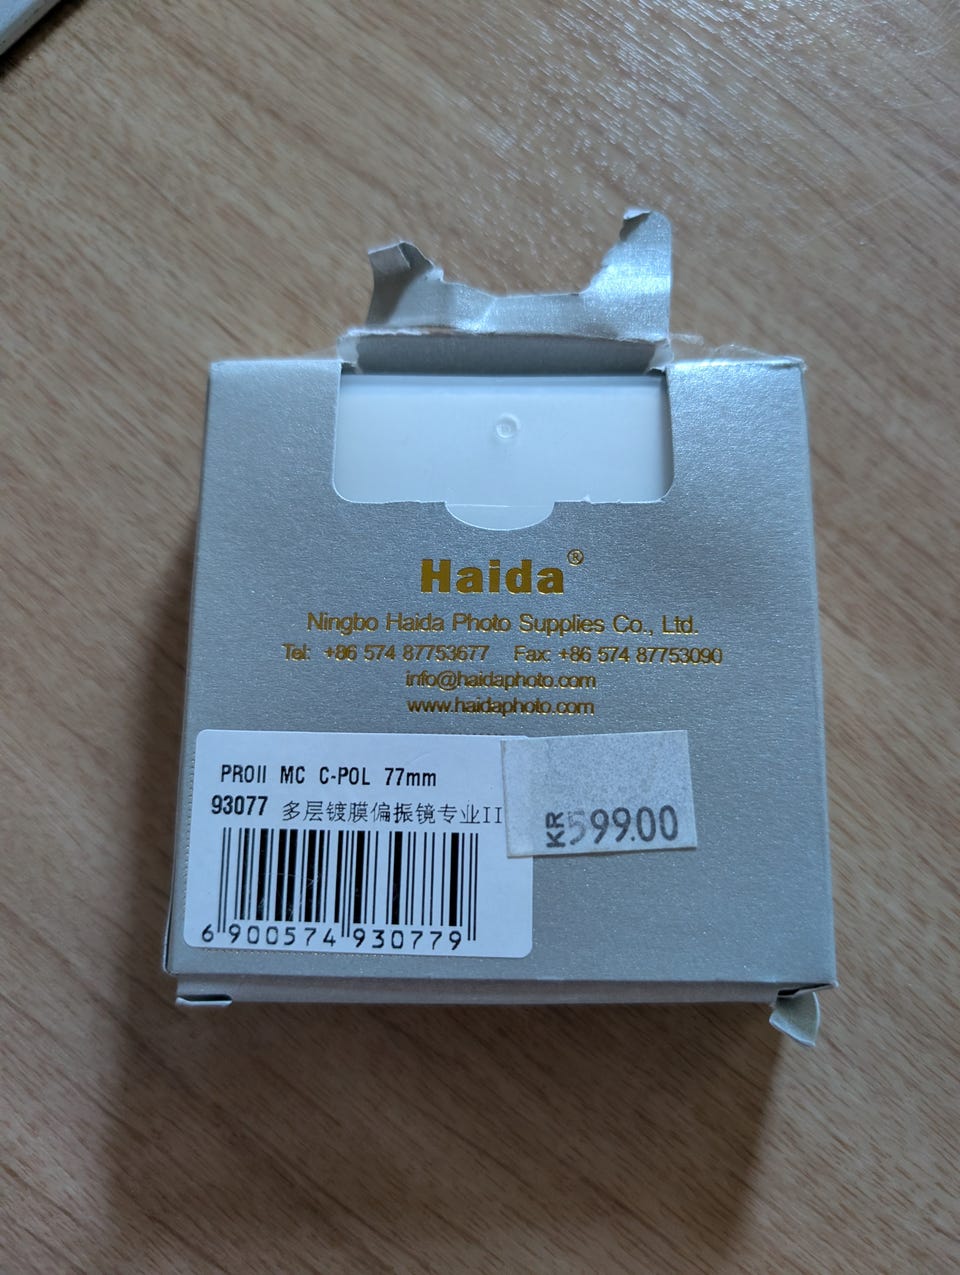 Haida®
Ningbo Haida Photo Supplies Co., Ltd.
Tel: +86 574 87753677 Fax: +86 574 87753090
info@haidaphoto.com
www.haidaphoto.com
PROII MC C-POL 77mm
93077 多层镀膜偏振镜专业II
6 900574 930779
KR 599.00